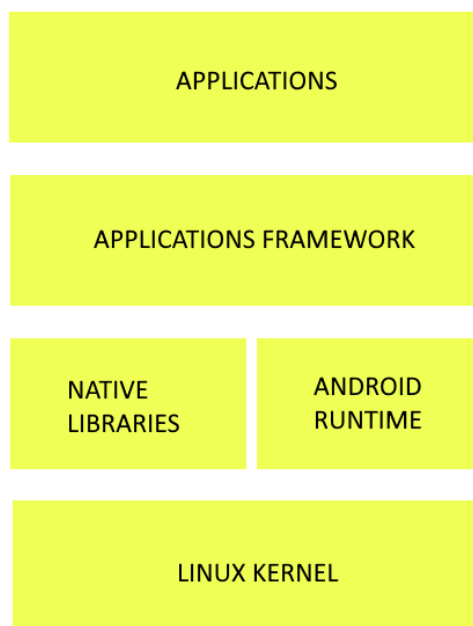 APPLICATIONS
APPLICATIONS FRAMEWORK
NATIVE
LIBRARIES
ANDROID
RUNTIME
LINUX KERNEL